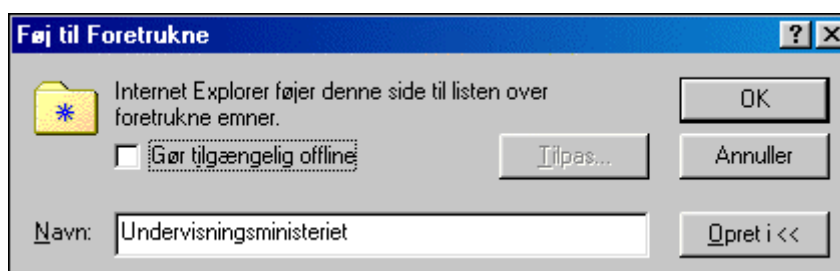 Føj til Foretrukne
Internet Explorer føjer denne side til listen over
foretrukne emner.
OK
Gør tilgængelig offline
Tilpas...
Annuller
Navn:
Undervisningsministeriet
Opret i <<